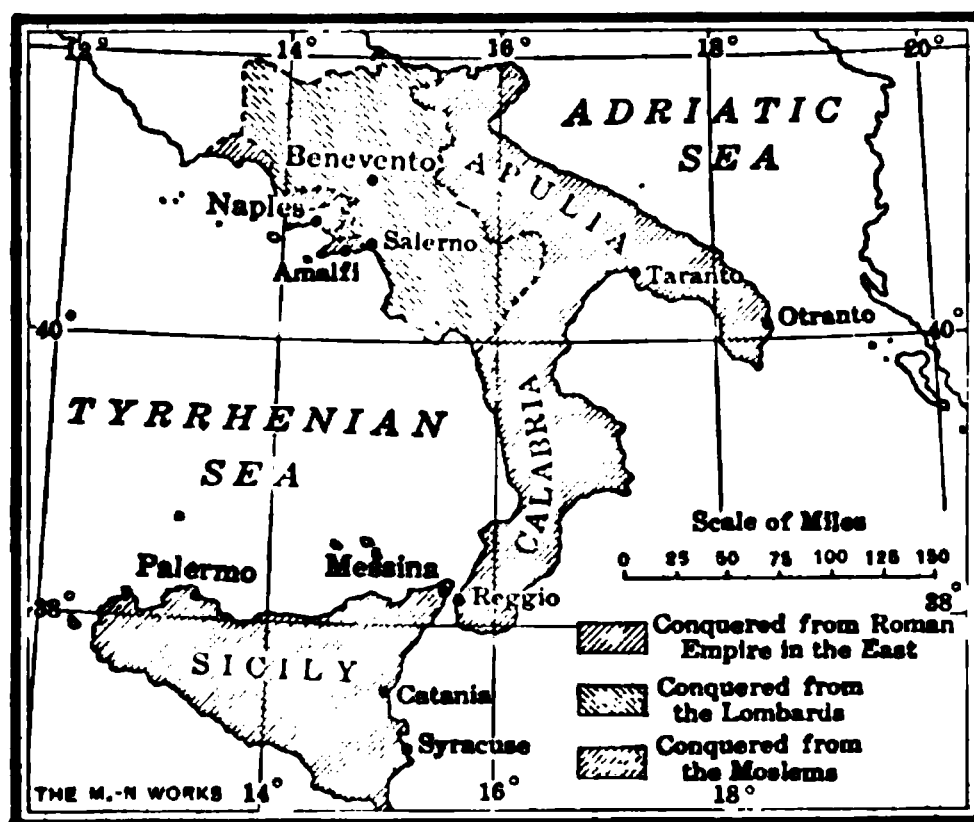 12° 14° 16° 18° 20°
ADRIATIC
SEA
Benevento
APULIA
Naples
Salerno
Amalfi
Taranto
Otranto
40° 40°
TYRRHENIAN
SEA
CALABRIA
Scale of Miles
0 25 50 75 100 125 150
Palermo
Messina
Reggio
38° 38°
SICILY
Catania
Syracuse
Conquered from Roman
Empire in the East
Conquered from
the Lombards
Conquered from
the Moslems
THE M.-N WORKS 14° 16° 18°